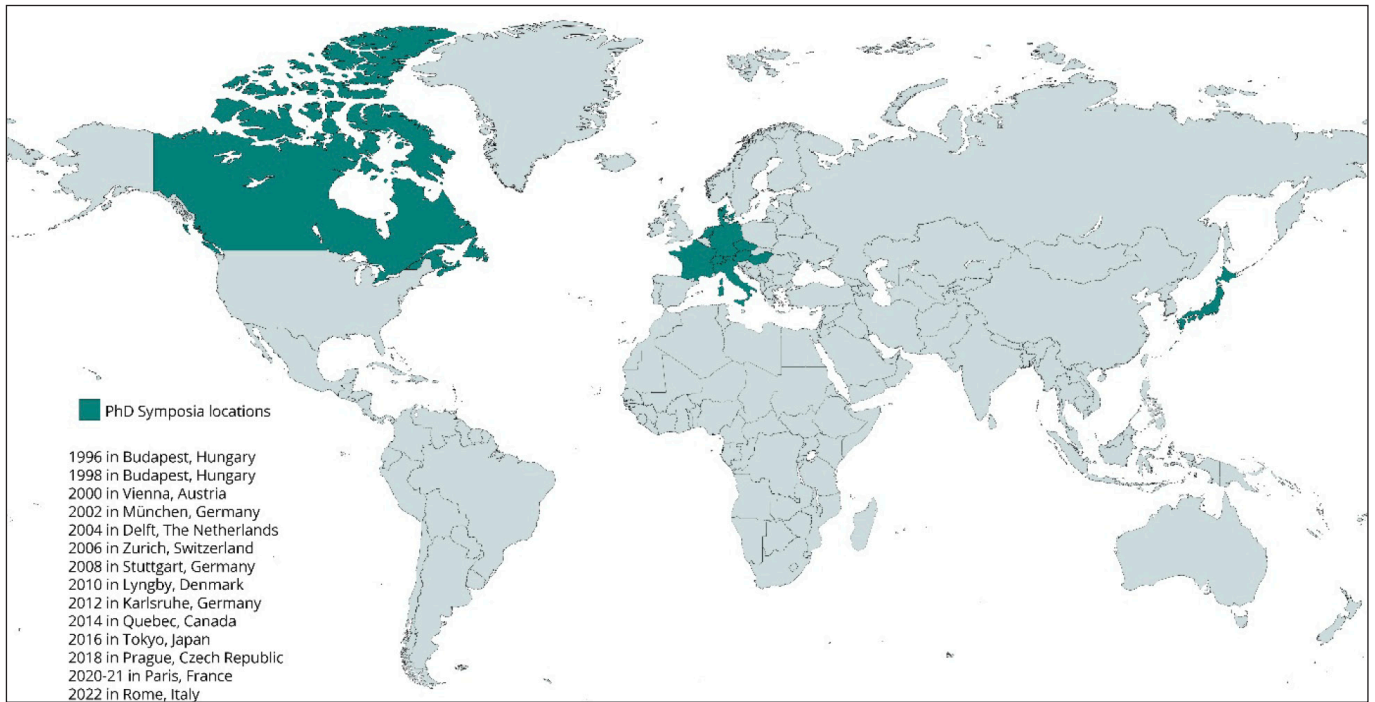 PhD Symposia locations
1996 in Budapest, Hungary
1998 in Budapest, Hungary
2000 in Vienna, Austria
2002 in München, Germany
2004 in Delft, The Netherlands
2006 in Zurich, Switzerland
2008 in Stuttgart, Germany
2010 in Lyngby, Denmark
2012 in Karlsruhe, Germany
2014 in Quebec, Canada
2016 in Tokyo, Japan
2018 in Prague, Czech Republic
2020-21 in Paris, France
2022 in Rome, Italy